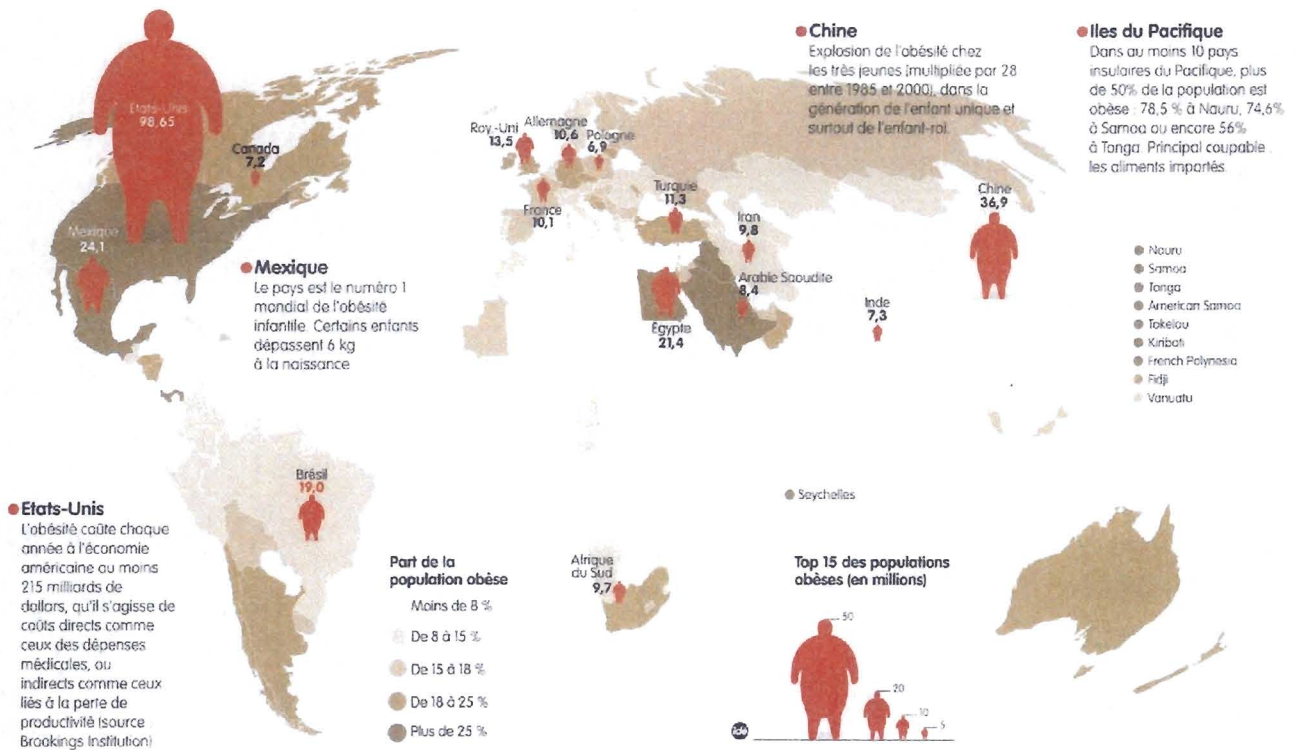 Etats-Unis
98,65
Canada
7,2
Mexique
24,1
Mexique
Le pays est le numéro 1
mondial de l'obésité
infantile. Certains enfants
dépassent 6 kg
à la naissance
Roy.-Uni
13,5
Allemagne
10,6
Pologne
6,9
France
10,1
Turquie
11,3
Iran
9,8
Arabie Saoudite
8,4
Egypte
21,4
Inde
7,3
Chine
36,9
Chine
Explosion de l'obésité chez
les très jeunes (multipliée par 28
entre 1985 et 2000), dans la
génération de l'enfant unique et
surtout de l'enfant-roi.
Iles du Pacifique
Dans au moins 10 pays
insulaires du Pacifique, plus
de 50% de la population est
obèse : 78,5 % à Nauru, 74,6%
à Samoa ou encore 56%
à Tonga. Principal coupable
les aliments importés
Nauru
Samoa
Tonga
American Samoa
Tokelau
Kiribati
French Polynesia
Fidji
Vanuatu
Brésil
19,0
Etats-Unis
L'obésité coûte chaque
année à l'économie
américaine au moins
215 milliards de
dollars, qu'il s'agisse de
coûts directs comme
ceux des dépenses
médicales, ou
indirects comme ceux
liés à la perte de
productivité (source
Brookings Institution)
Part de la
population obèse
Moins de 8 %
De 8 à 15 %
De 15 à 18 %
De 18 à 25 %
Plus de 25 %
Afrique
du Sud
9,7
Seychelles
Top 15 des populations
obèses (en millions)
50
20
10
5
idé